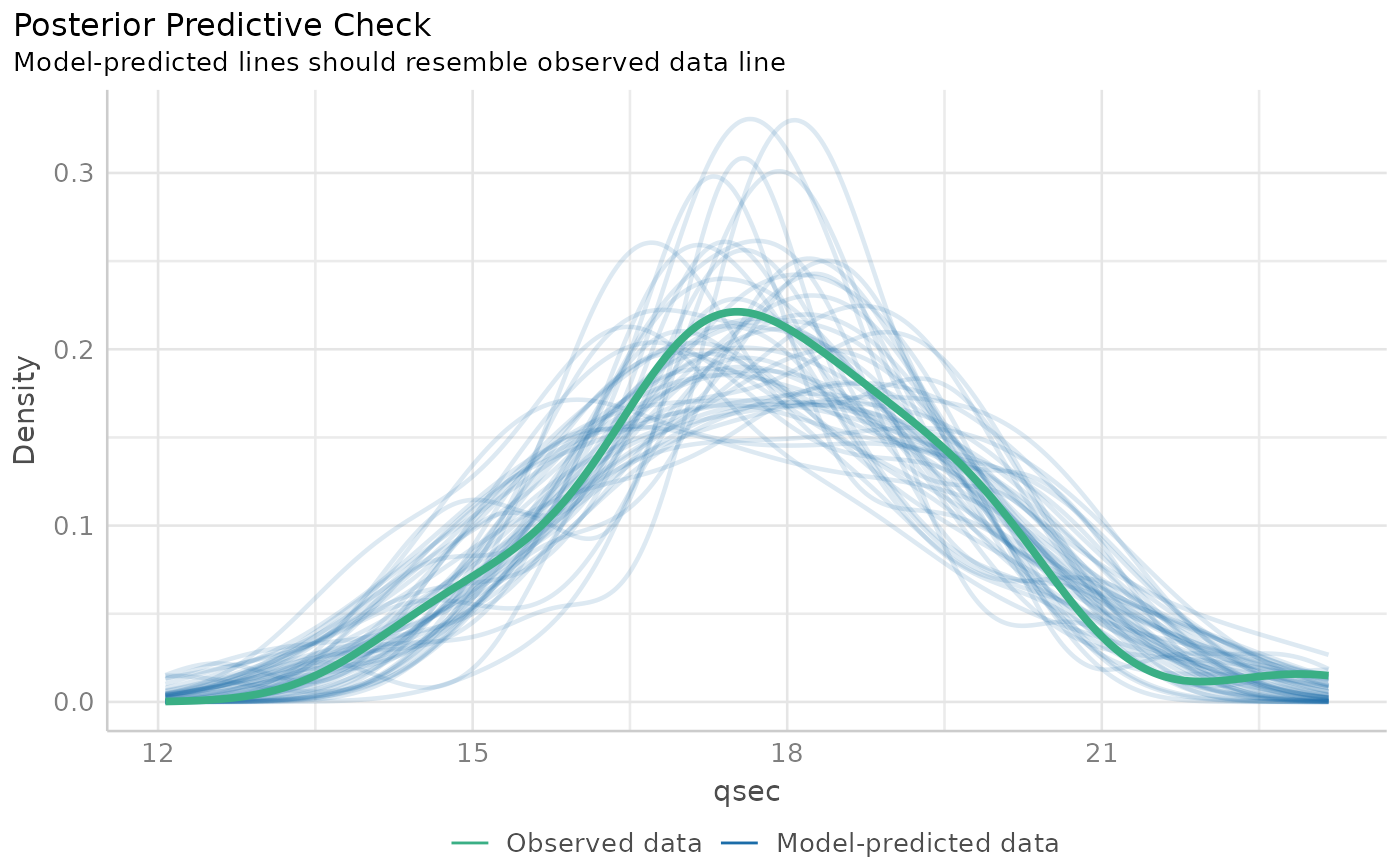 Posterior Predictive Check
Model-predicted lines should resemble observed data line
Density
0.3
0.2
0.1
0.0
12 15 18 21
qsec
Observed data Model-predicted data